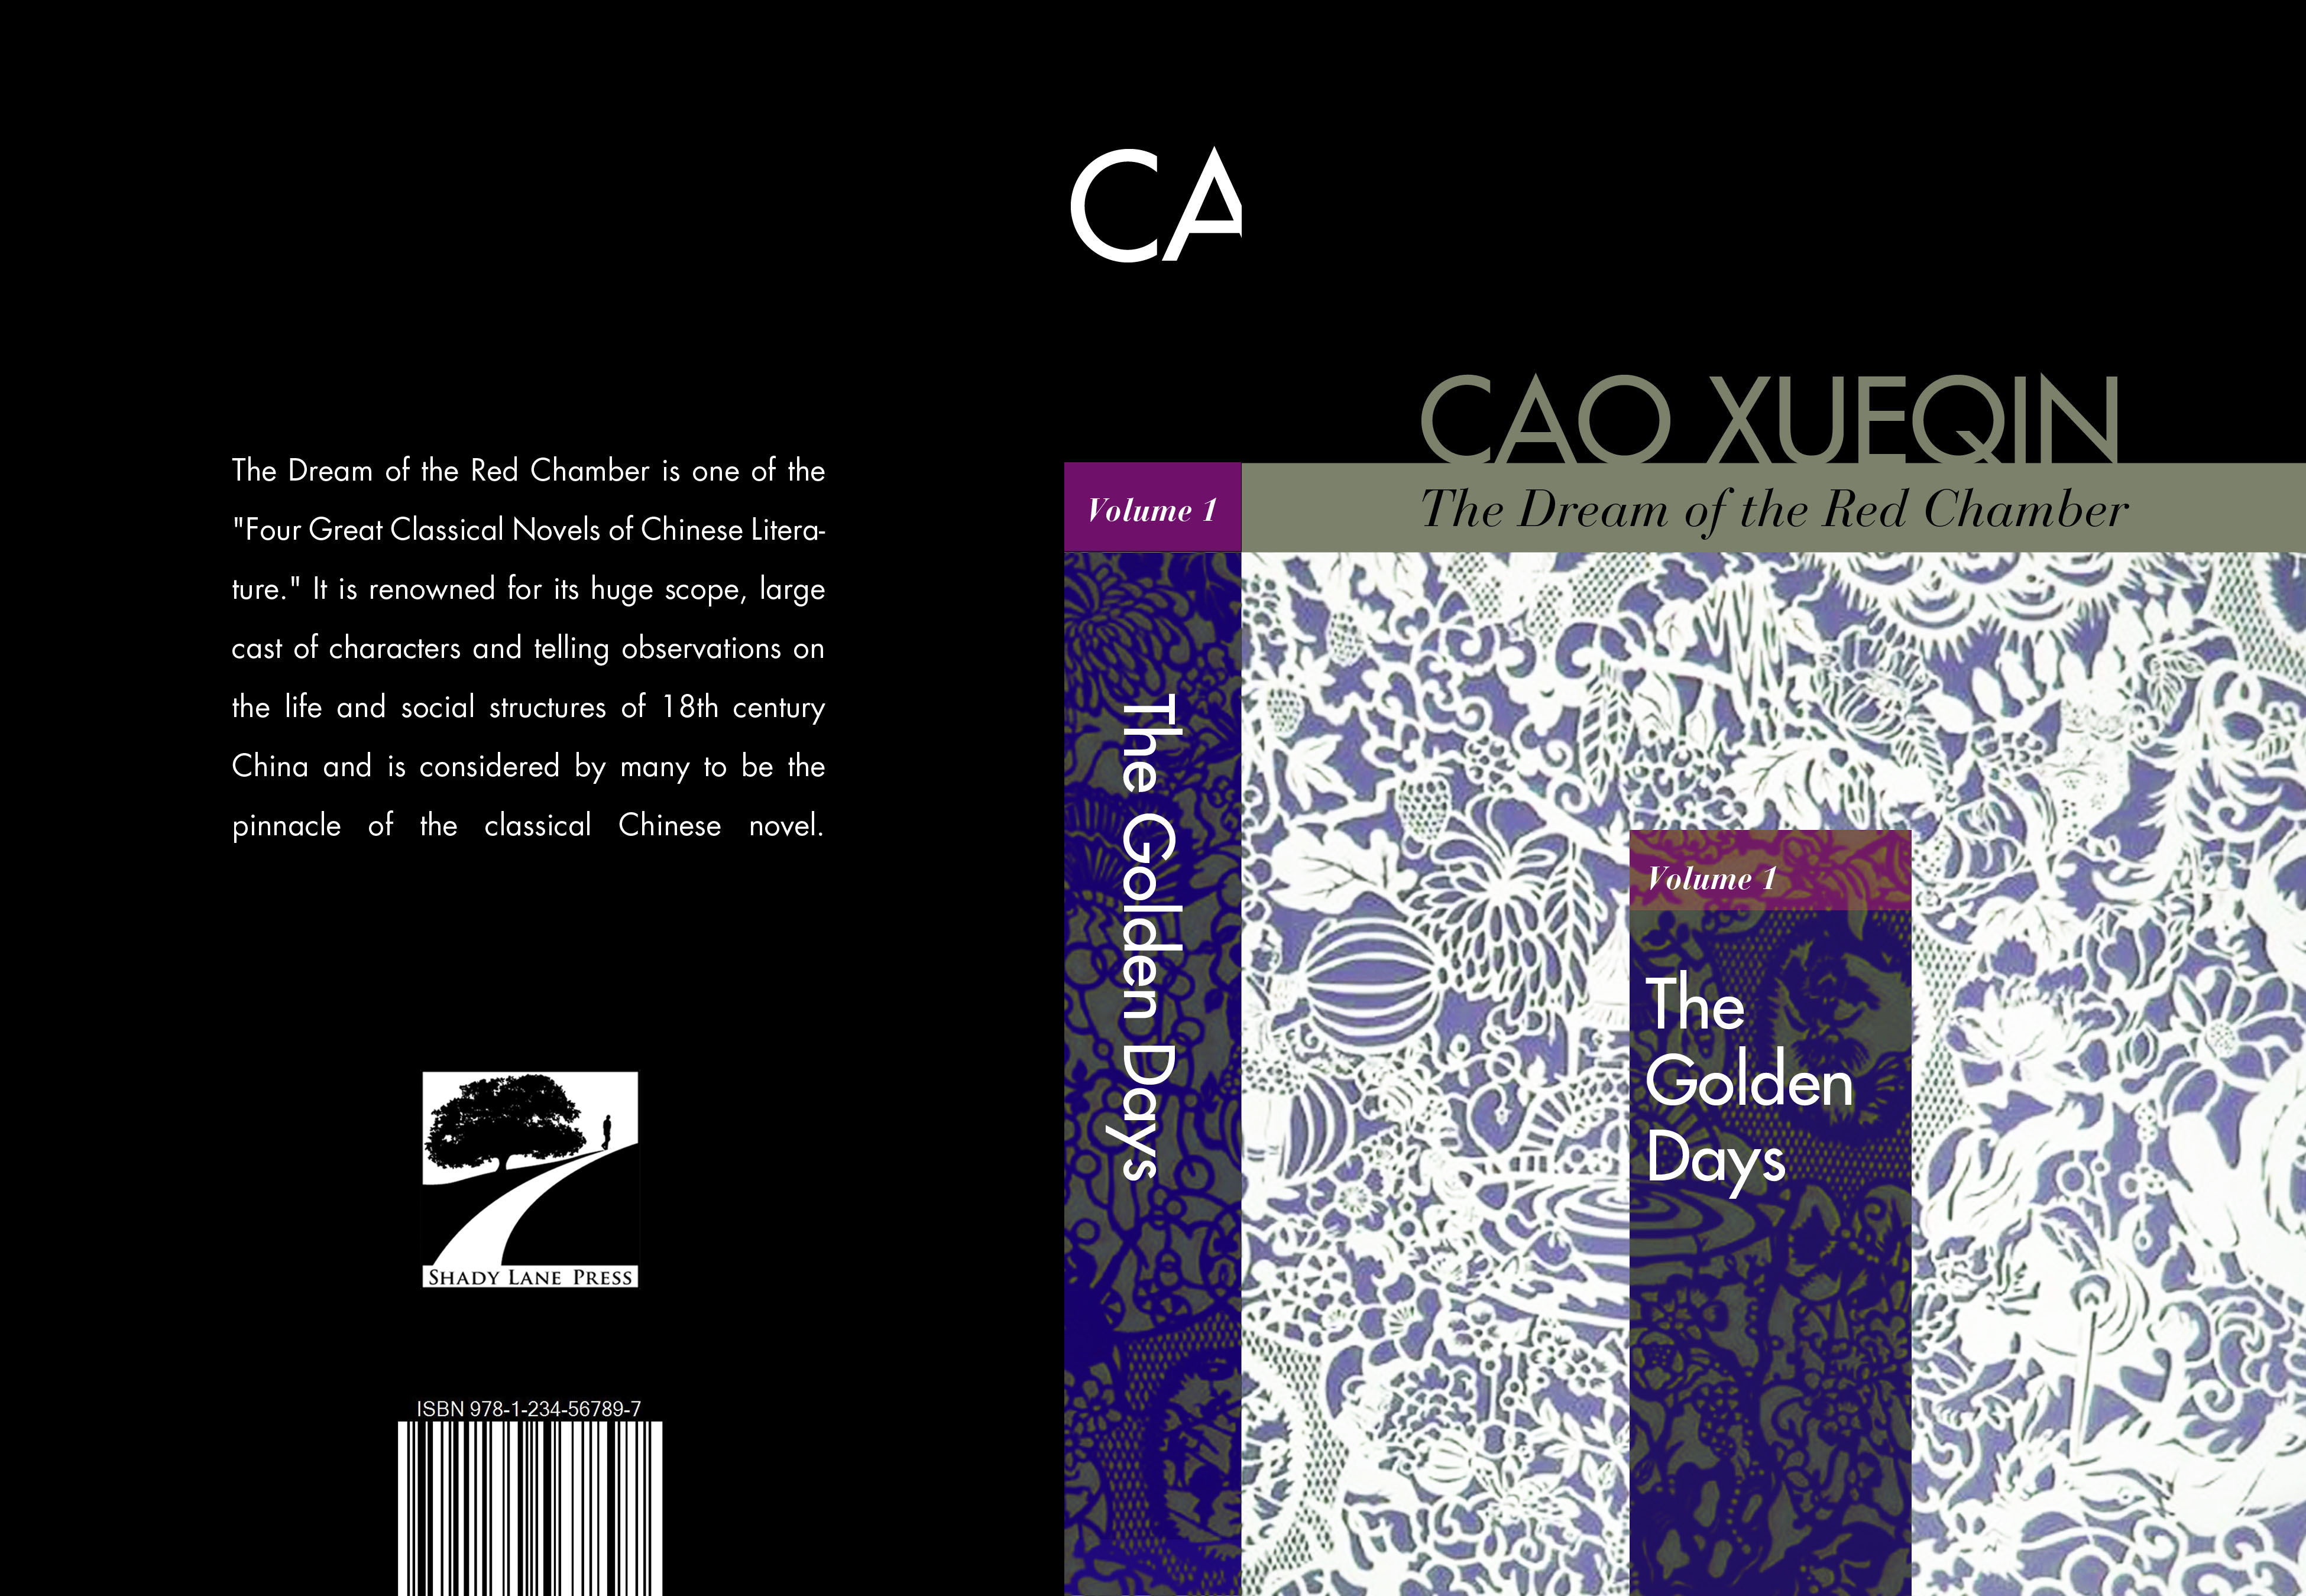 The Dream of the Red Chamber is one of the
"Four Great Classical Novels of Chinese Litera-
ture." It is renowned for its huge scope, large
cast of characters and telling observations on
the life and social structures of 18th century
China and is considered by many to be the
pinnacle of the classical Chinese novel.
SHADY LANE PRESS
ISBN 978-1-234-56789-7
CA
Volume 1
The Golden Days
CAO XUEQIN
The Dream of the Red Chamber
Volume 1
The
Golden
Days